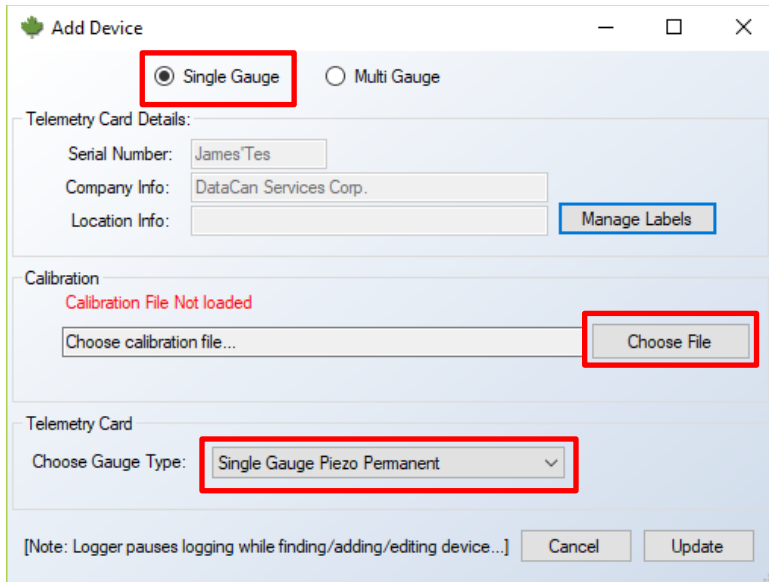 Add Device
Single Gauge Multi Gauge
Telemetry Card Details:
Serial Number: James'Tes
Company Info: DataCan Services Corp.
Location Info: Manage Labels
Calibration
Calibration File Not loaded
Choose calibration file... Choose File
Telemetry Card
Choose Gauge Type: Single Gauge Piezo Permanent
[Note: Logger pauses logging while finding/adding/editing device...] Cancel Update